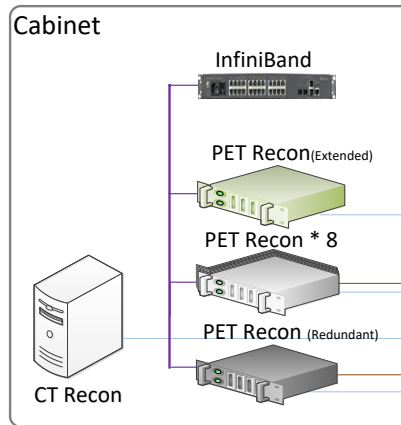 Cabinet
InfiniBand
PET Recon(Extended)
PET Recon * 8
PET Recon (Redundant)
CT Recon